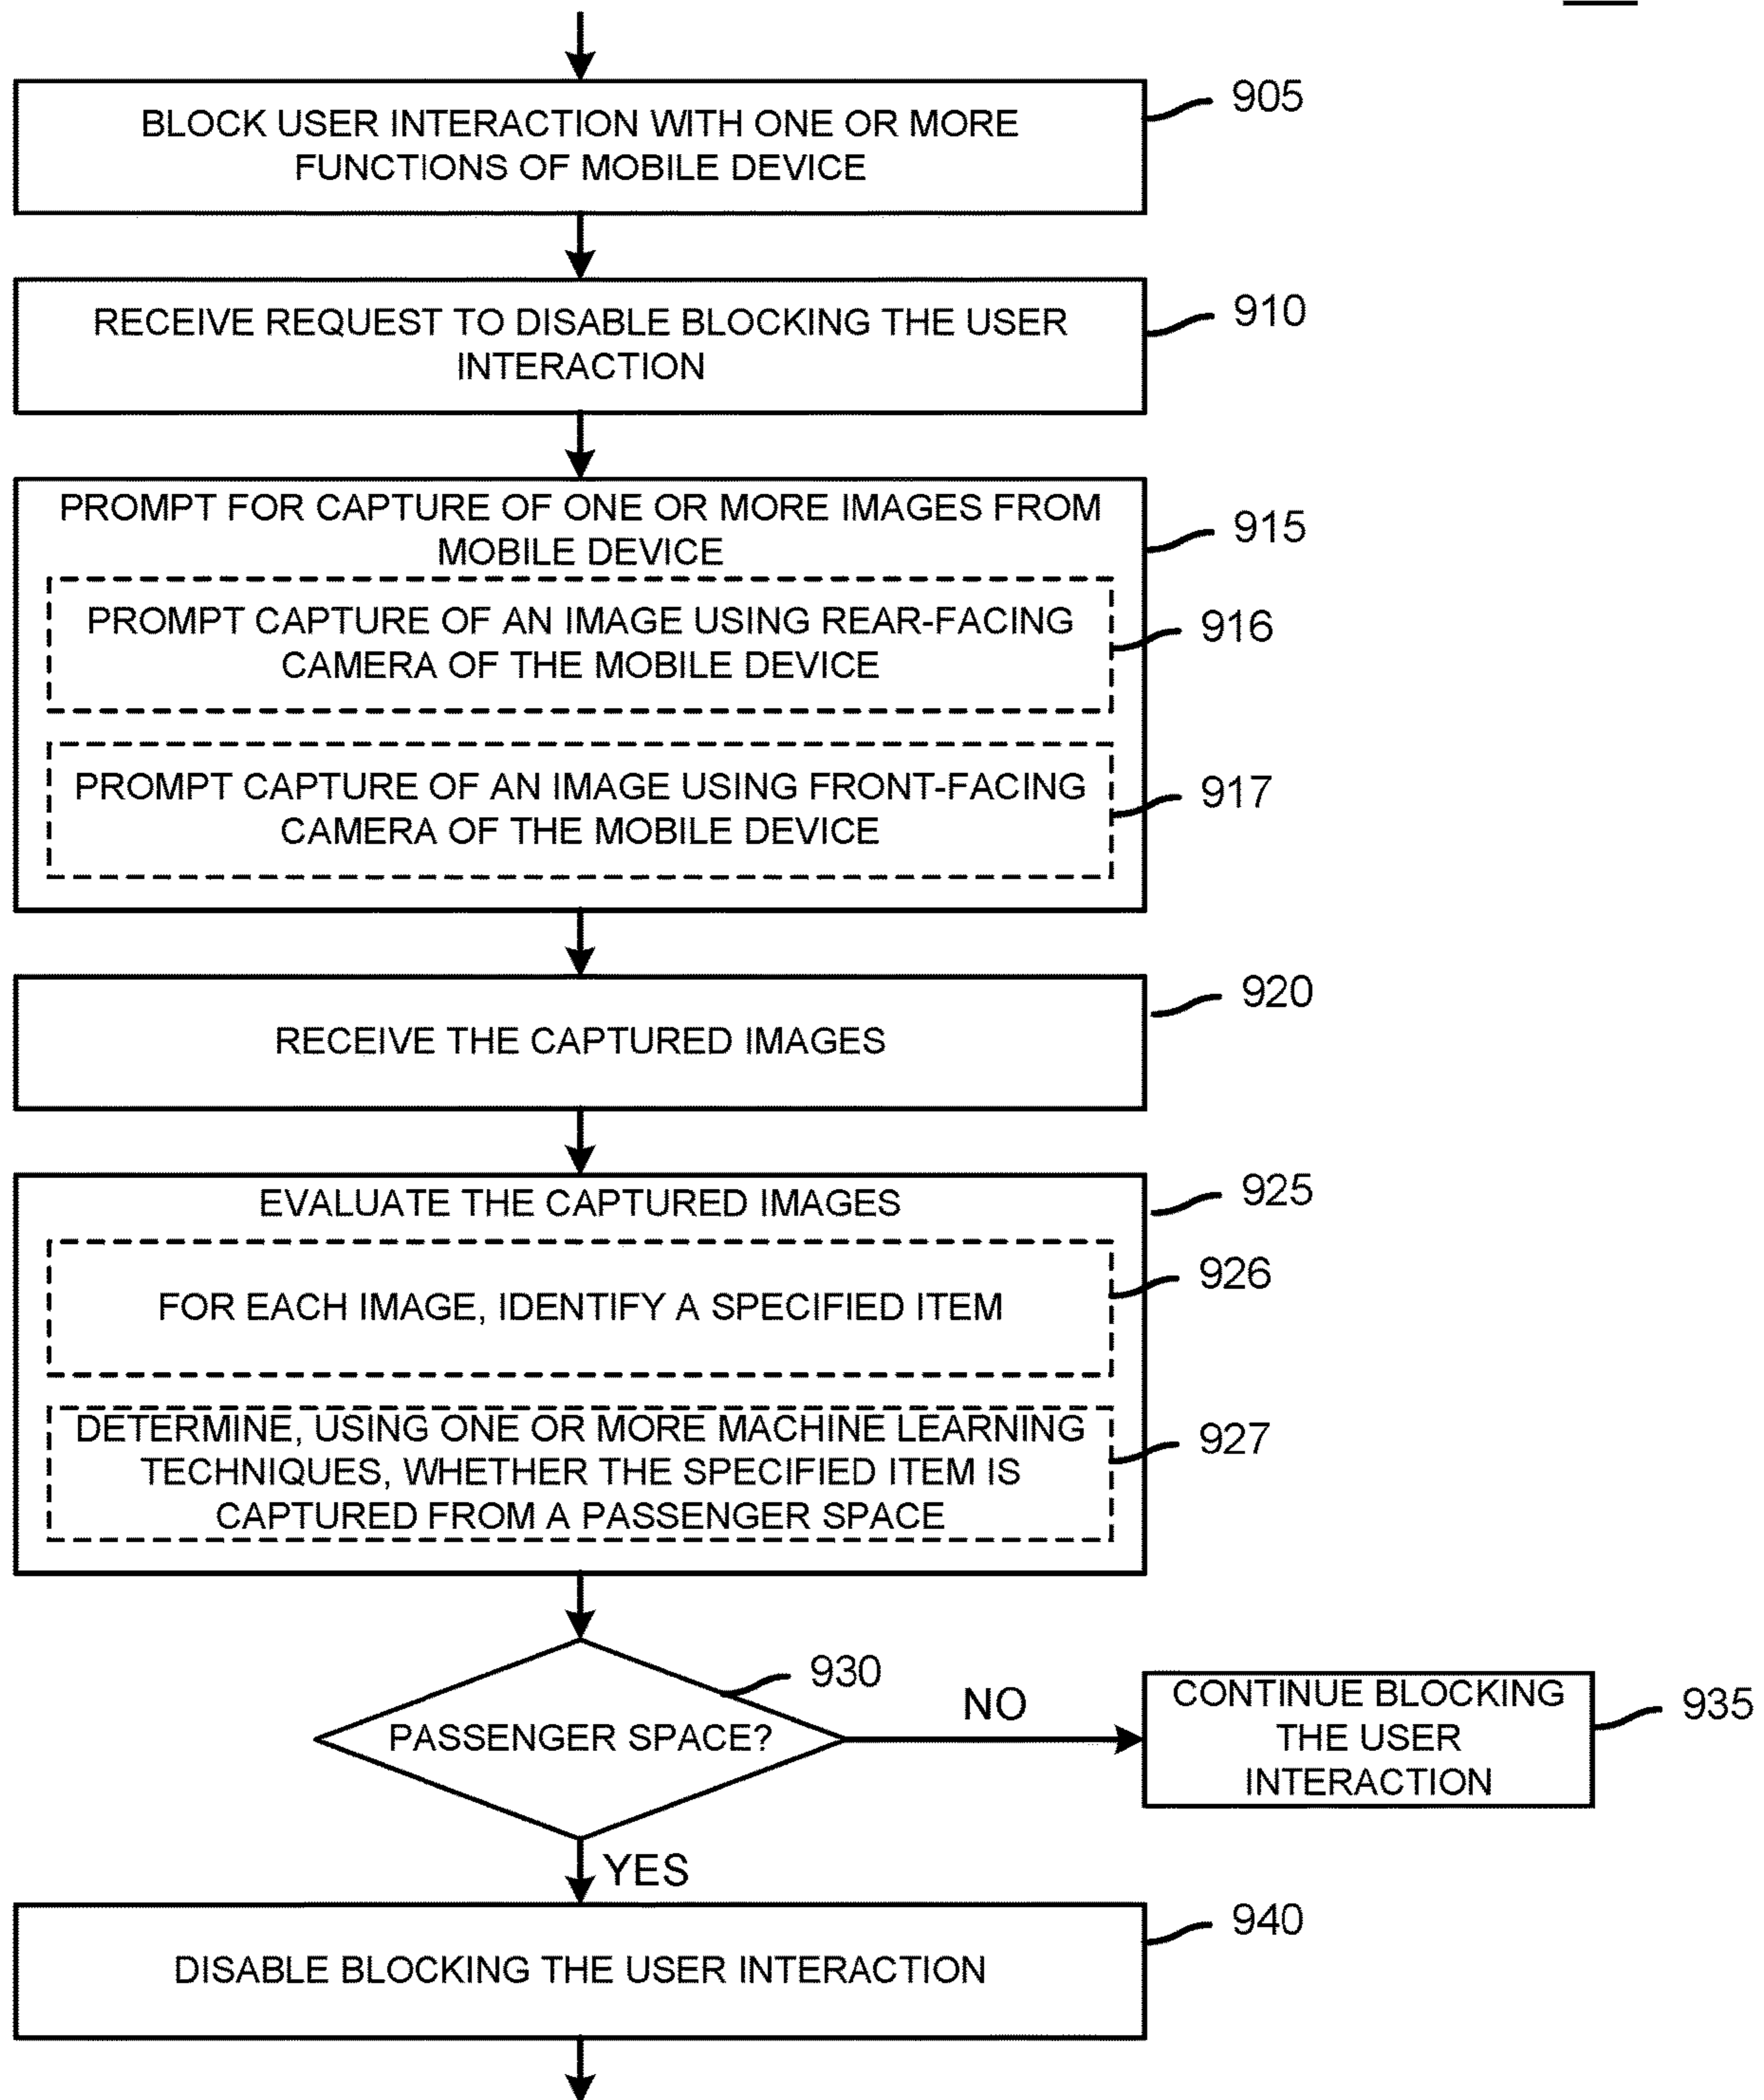 BLOCK USER INTERACTION WITH ONE OR MORE
FUNCTIONS OF MOBILE DEVICE
905
RECEIVE REQUEST TO DISABLE BLOCKING THE USER
INTERACTION
910
PROMPT FOR CAPTURE OF ONE OR MORE IMAGES FROM
MOBILE DEVICE
915
PROMPT CAPTURE OF AN IMAGE USING REAR-FACING
CAMERA OF THE MOBILE DEVICE
916
PROMPT CAPTURE OF AN IMAGE USING FRONT-FACING
CAMERA OF THE MOBILE DEVICE
917
RECEIVE THE CAPTURED IMAGES
920
EVALUATE THE CAPTURED IMAGES
925
FOR EACH IMAGE, IDENTIFY A SPECIFIED ITEM
926
DETERMINE, USING ONE OR MORE MACHINE LEARNING
TECHNIQUES, WHETHER THE SPECIFIED ITEM IS
CAPTURED FROM A PASSENGER SPACE
927
PASSENGER SPACE?
930
NO
CONTINUE BLOCKING
THE USER
INTERACTION
935
YES
DISABLE BLOCKING THE USER INTERACTION
940